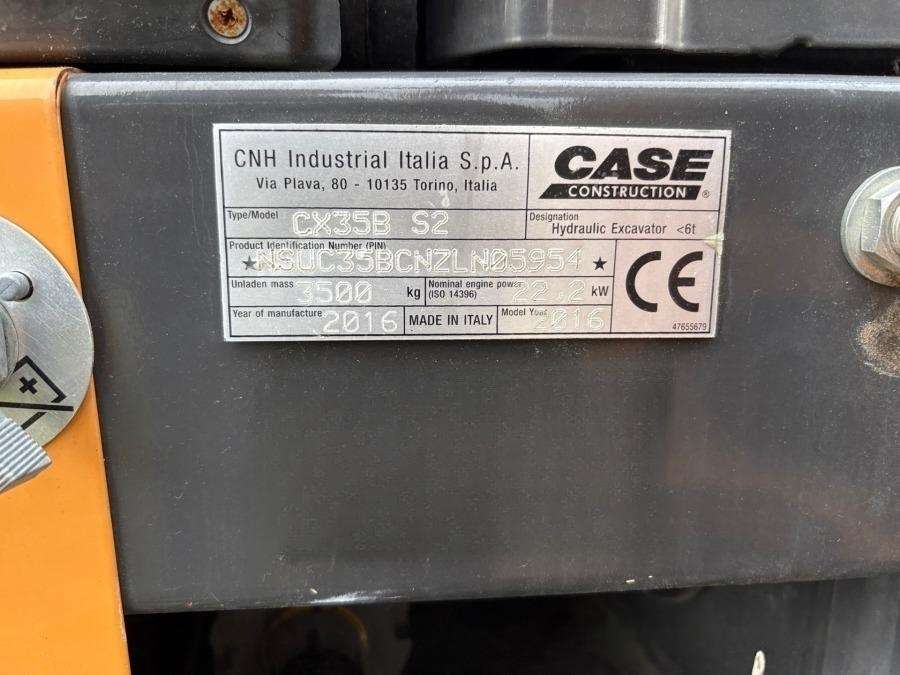 CNH Industrial Italia S.p.A.
Via Plava, 80 - 10135 Torino, Italia
CASE
CONSTRUCTION ®
Type/Model CX35B S2
Designation
Hydraulic Excavator <6t
Product Identification Number (PIN)
★NSUC35BCNZLN05954★
Unladen mass 3500 kg
Nominal engine power
(ISO 14396) 22.2 kW
CE
Year of manufacture 2016
MADE IN ITALY
Model Year 2016
47655679